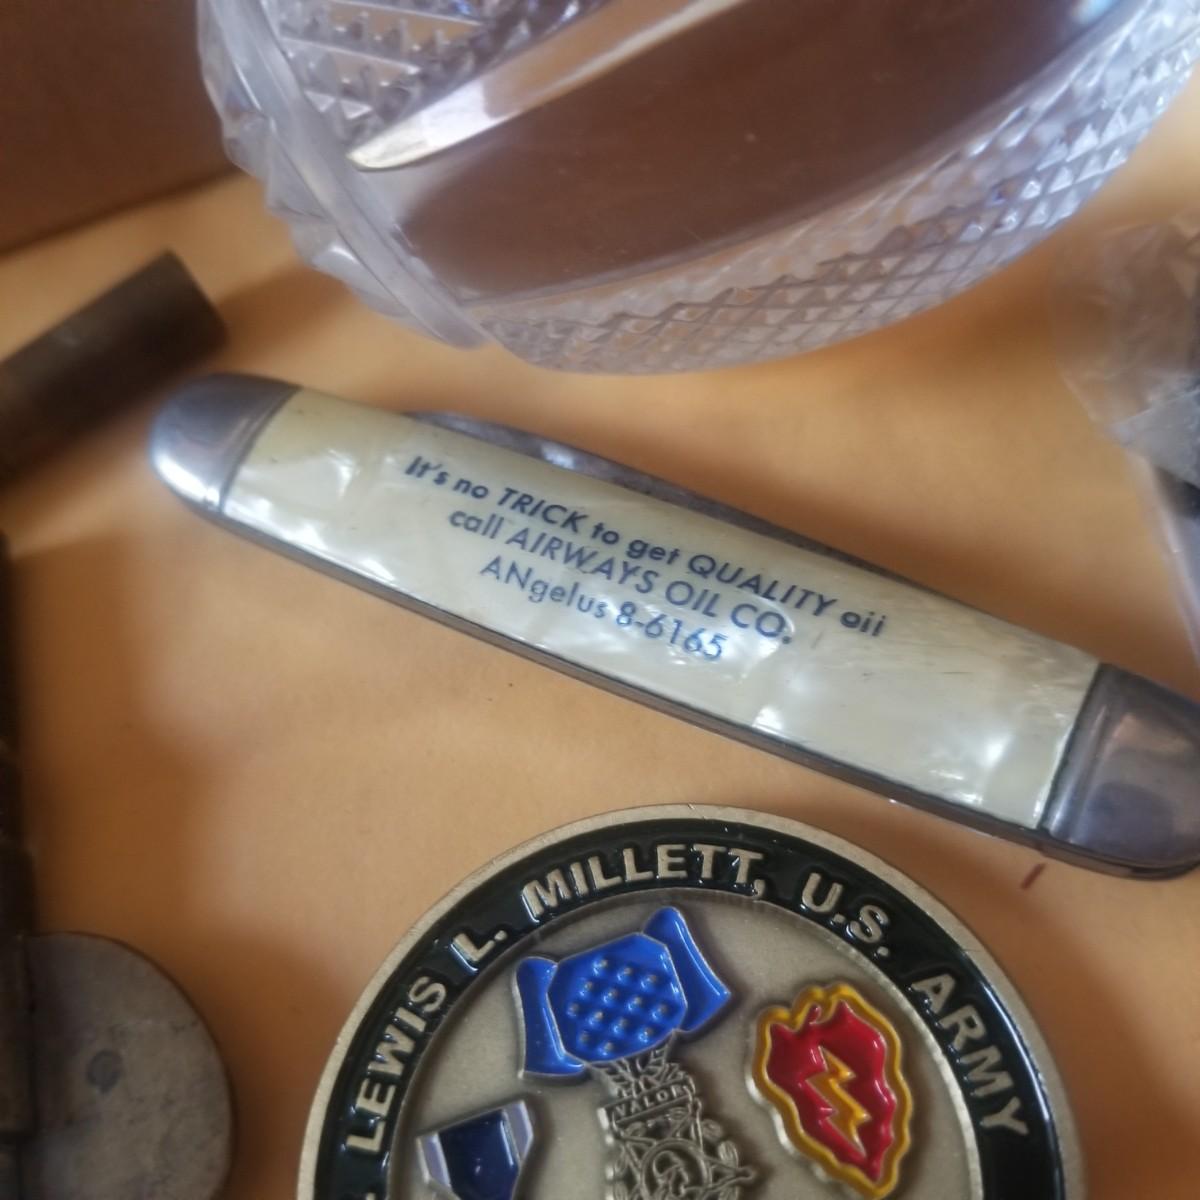 It's no TRICK to get QUALITY oil
call AIRWAYS OIL CO.
ANgelus 8-6165
LEWIS L. MILLETT, U.S. ARMY
VALOR